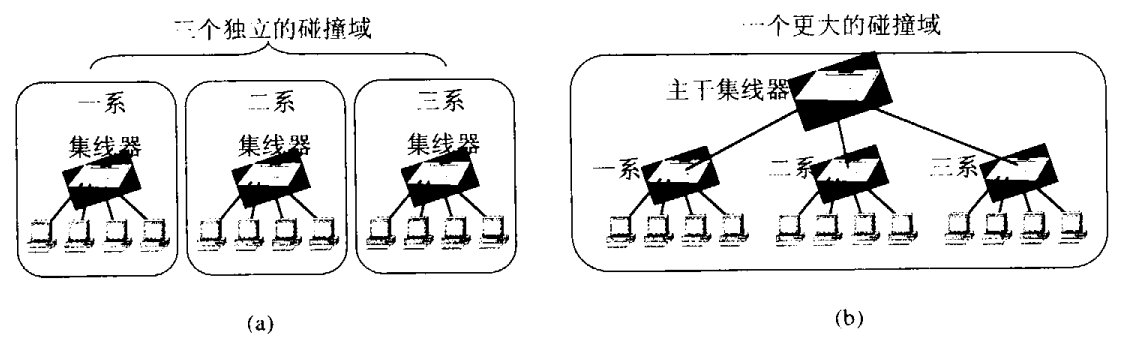 三个独立的碰撞域
一系
二系
三系
集线器
集线器
集线器
(a)
一个更大的碰撞域
主干集线器
一系
二系
三系
(b)